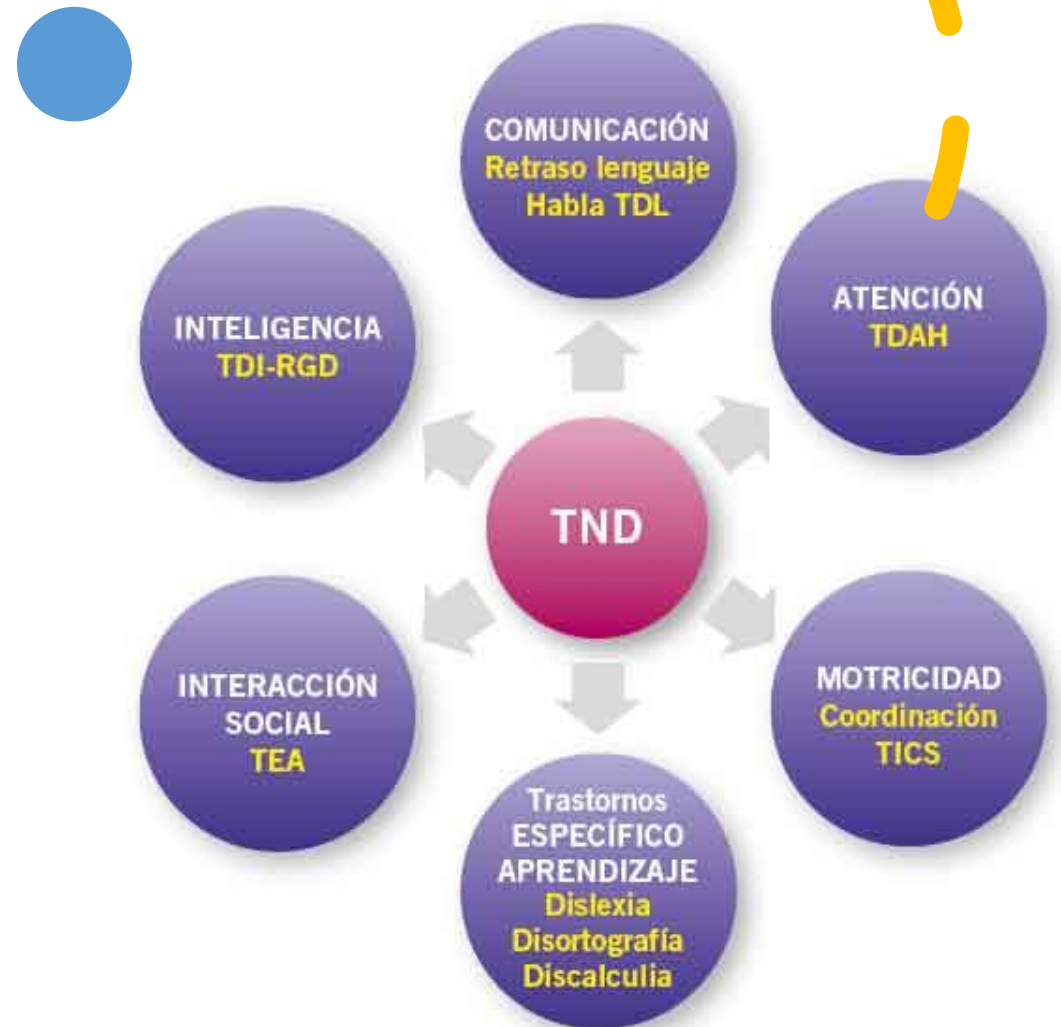 COMUNICACIÓN
Retraso lenguaje
Habla TDL
ATENCIÓN
TDAH
INTELIGENCIA
TDI-RGD
TND
INTERACCIÓN
SOCIAL
TEA
MOTRICIDAD
Coordinación
TICS
Trastornos
ESPECÍFICO
APRENDIZAJE
Dislexia
Disortografía
Discalculia